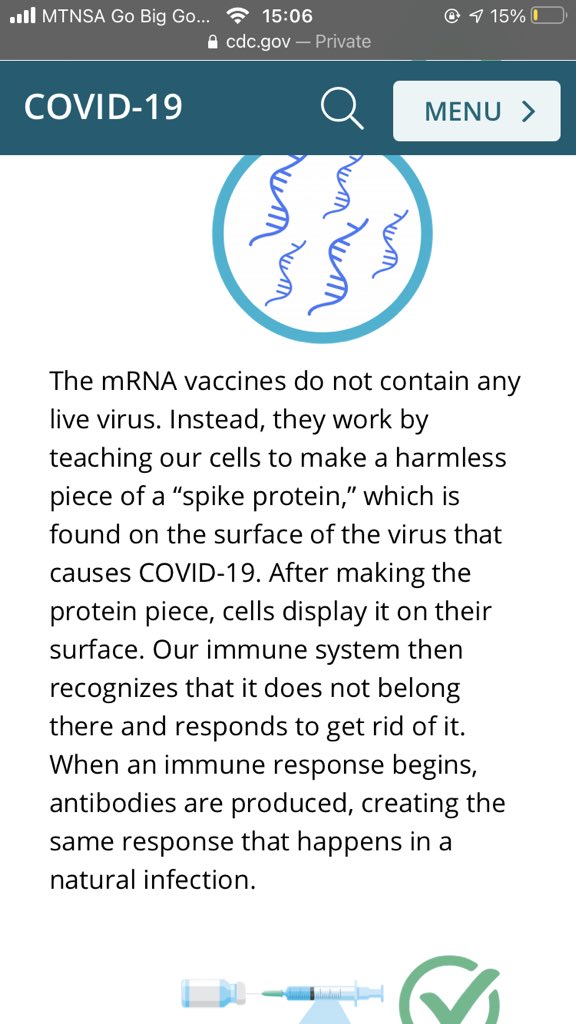 MTNSA Go Big Go... 15:06 15%
cdc.gov — Private
COVID-19 MENU
The mRNA vaccines do not contain any
live virus. Instead, they work by
teaching our cells to make a harmless
piece of a “spike protein,” which is
found on the surface of the virus that
causes COVID-19. After making the
protein piece, cells display it on their
surface. Our immune system then
recognizes that it does not belong
there and responds to get rid of it.
When an immune response begins,
antibodies are produced, creating the
same response that happens in a
natural infection.